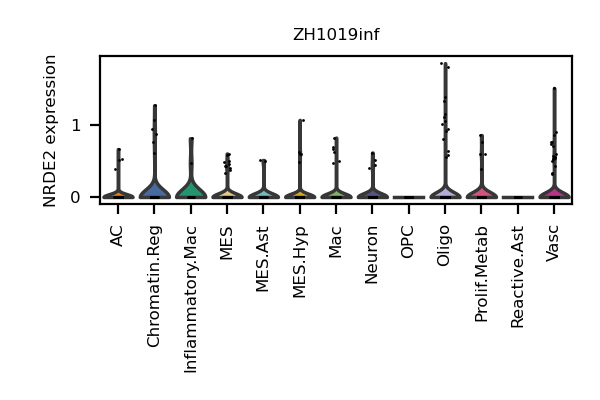 ZH1019inf
NRDE2 expression
1
0
AC
Chromatin.Reg
Inflammatory.Mac
MES
MES.Ast
MES.Hyp
Mac
Neuron
OPC
Oligo
Prolif.Metab
Reactive.Ast
Vasc